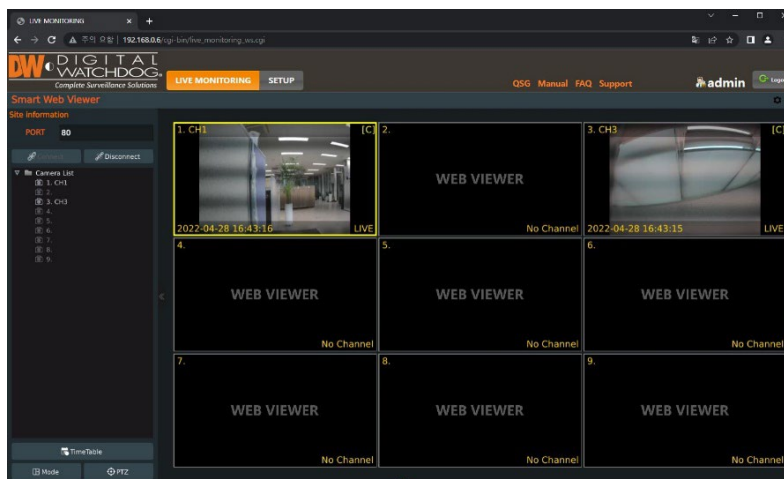 LIVE MONITORING
주의 요함 | 192.168.0.6/cgi-bin/live_monitoring_ws.cgi
DW DIGITAL WATCHDOG
Complete Surveillance Solutions
LIVE MONITORING SETUP
QSG Manual FAQ Support
admin
Smart Web Viewer
Site information
PORT 80
Disconnect
Camera List
1. CH1
2.
3. CH3
4.
5.
6.
7.
8.
9.
TimeTable
Mode PTZ
1. CH1 [C]
2022-04-28 16:43:16 LIVE
2.
WEB VIEWER
No Channel
3. CH3 [C]
2022-04-28 16:43:15 LIVE
4.
WEB VIEWER
No Channel
5.
WEB VIEWER
No Channel
6.
WEB VIEWER
No Channel
7.
WEB VIEWER
No Channel
8.
WEB VIEWER
No Channel
9.
WEB VIEWER
No Channel